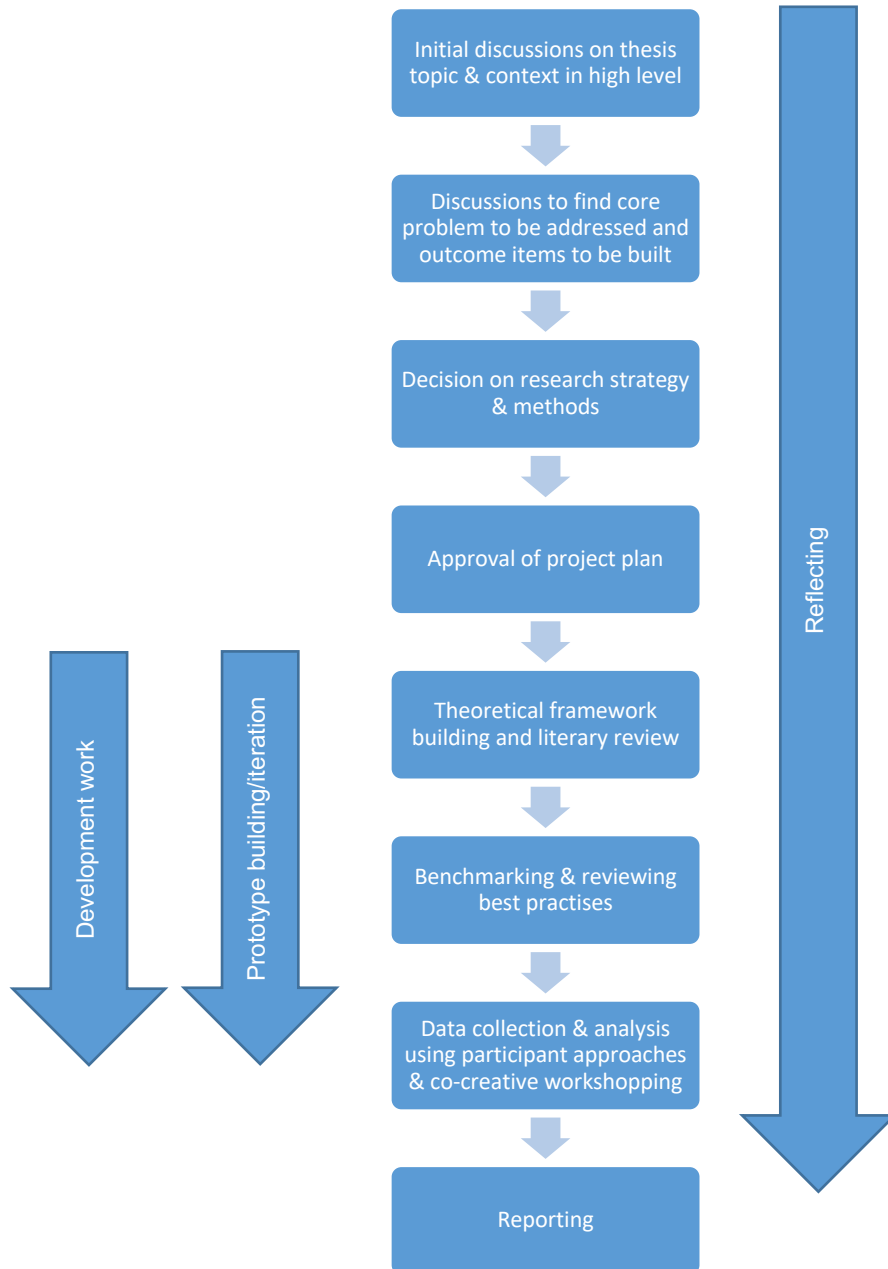 Initial discussions on thesis
topic & context in high level
Discussions to find core
problem to be addressed and
outcome items to be built
Decision on research strategy
& methods
Approval of project plan
Theoretical framework
building and literary review
Benchmarking & reviewing
best practises
Data collection & analysis
using participant approaches
& co-creative workshopping
Reporting
Development work
Prototype building/iteration
Reflecting